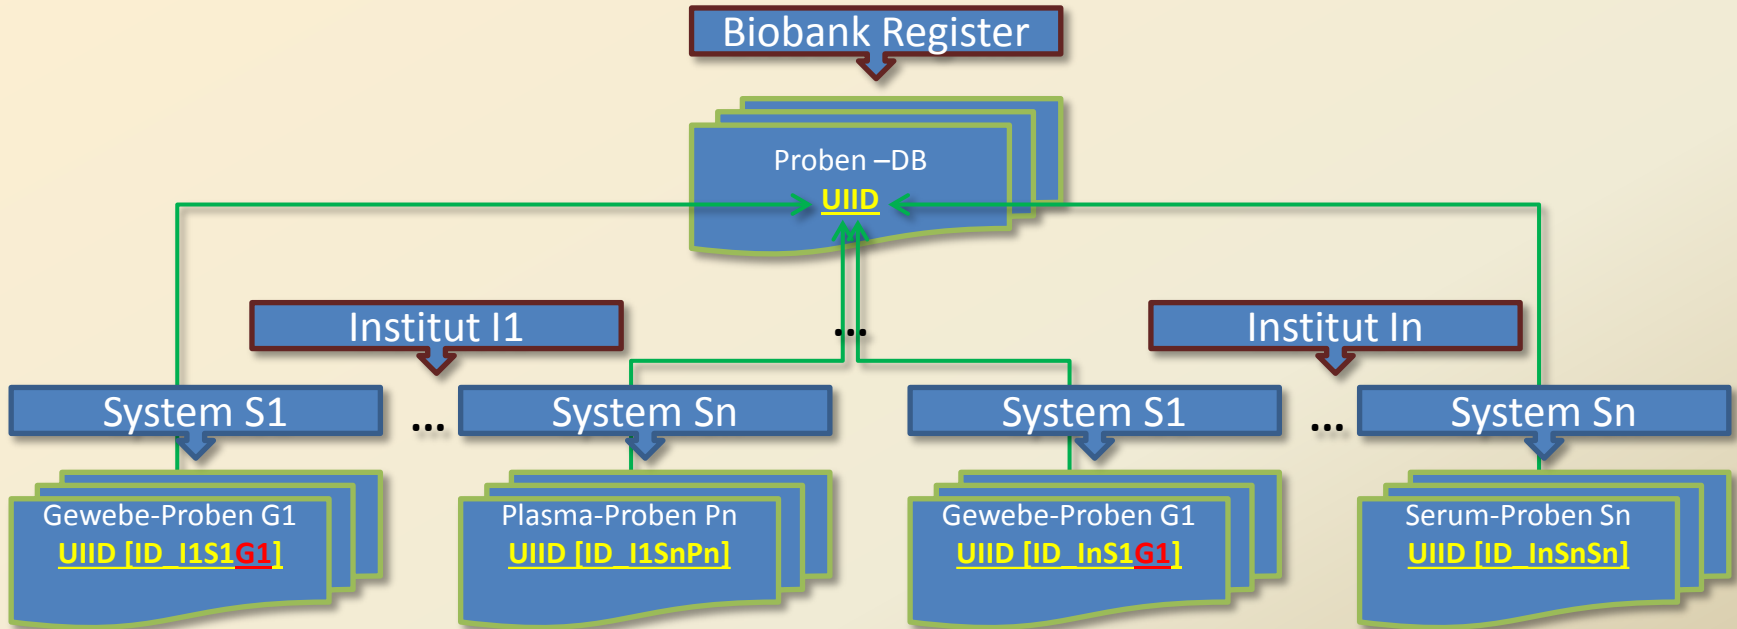 Biobank Register
Proben –DB
UIID
Institut I1
...
Institut In
System S1
...
System Sn
System S1
...
System Sn
Gewebe-Proben G1
UIID [ID_I1S1G1]
Plasma-Proben Pn
UIID [ID_I1SnPn]
Gewebe-Proben G1
UIID [ID_InS1G1]
Serum-Proben Sn
UIID [ID_InSnSn]